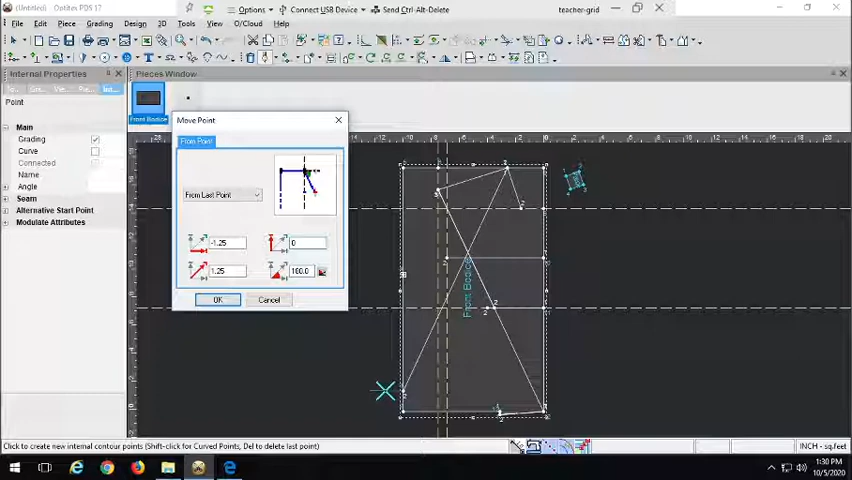 (Untitled) - Optitex PDS 17
Options
Connect USB Device
Send Ctrl-Alt-Delete
teacher-grid
File Edit Piece Grading Design 3D Tools View O/Cloud Help
Internal Properties
Pieces Window
Point
Main
Grading
Curve
Connected
Name
Angle
Seam
Alternative Start Point
Modulate Attributes
Front Bodice
Move Point
From Point
From Last Point
-1.25
0
1.25
180.0
OK
Cancel
Front Bodice
Click to create new internal contour points (Shift-click for Curved Points, Del to delete last point)
INCH - sq.feet
1:30 PM
10/5/2020